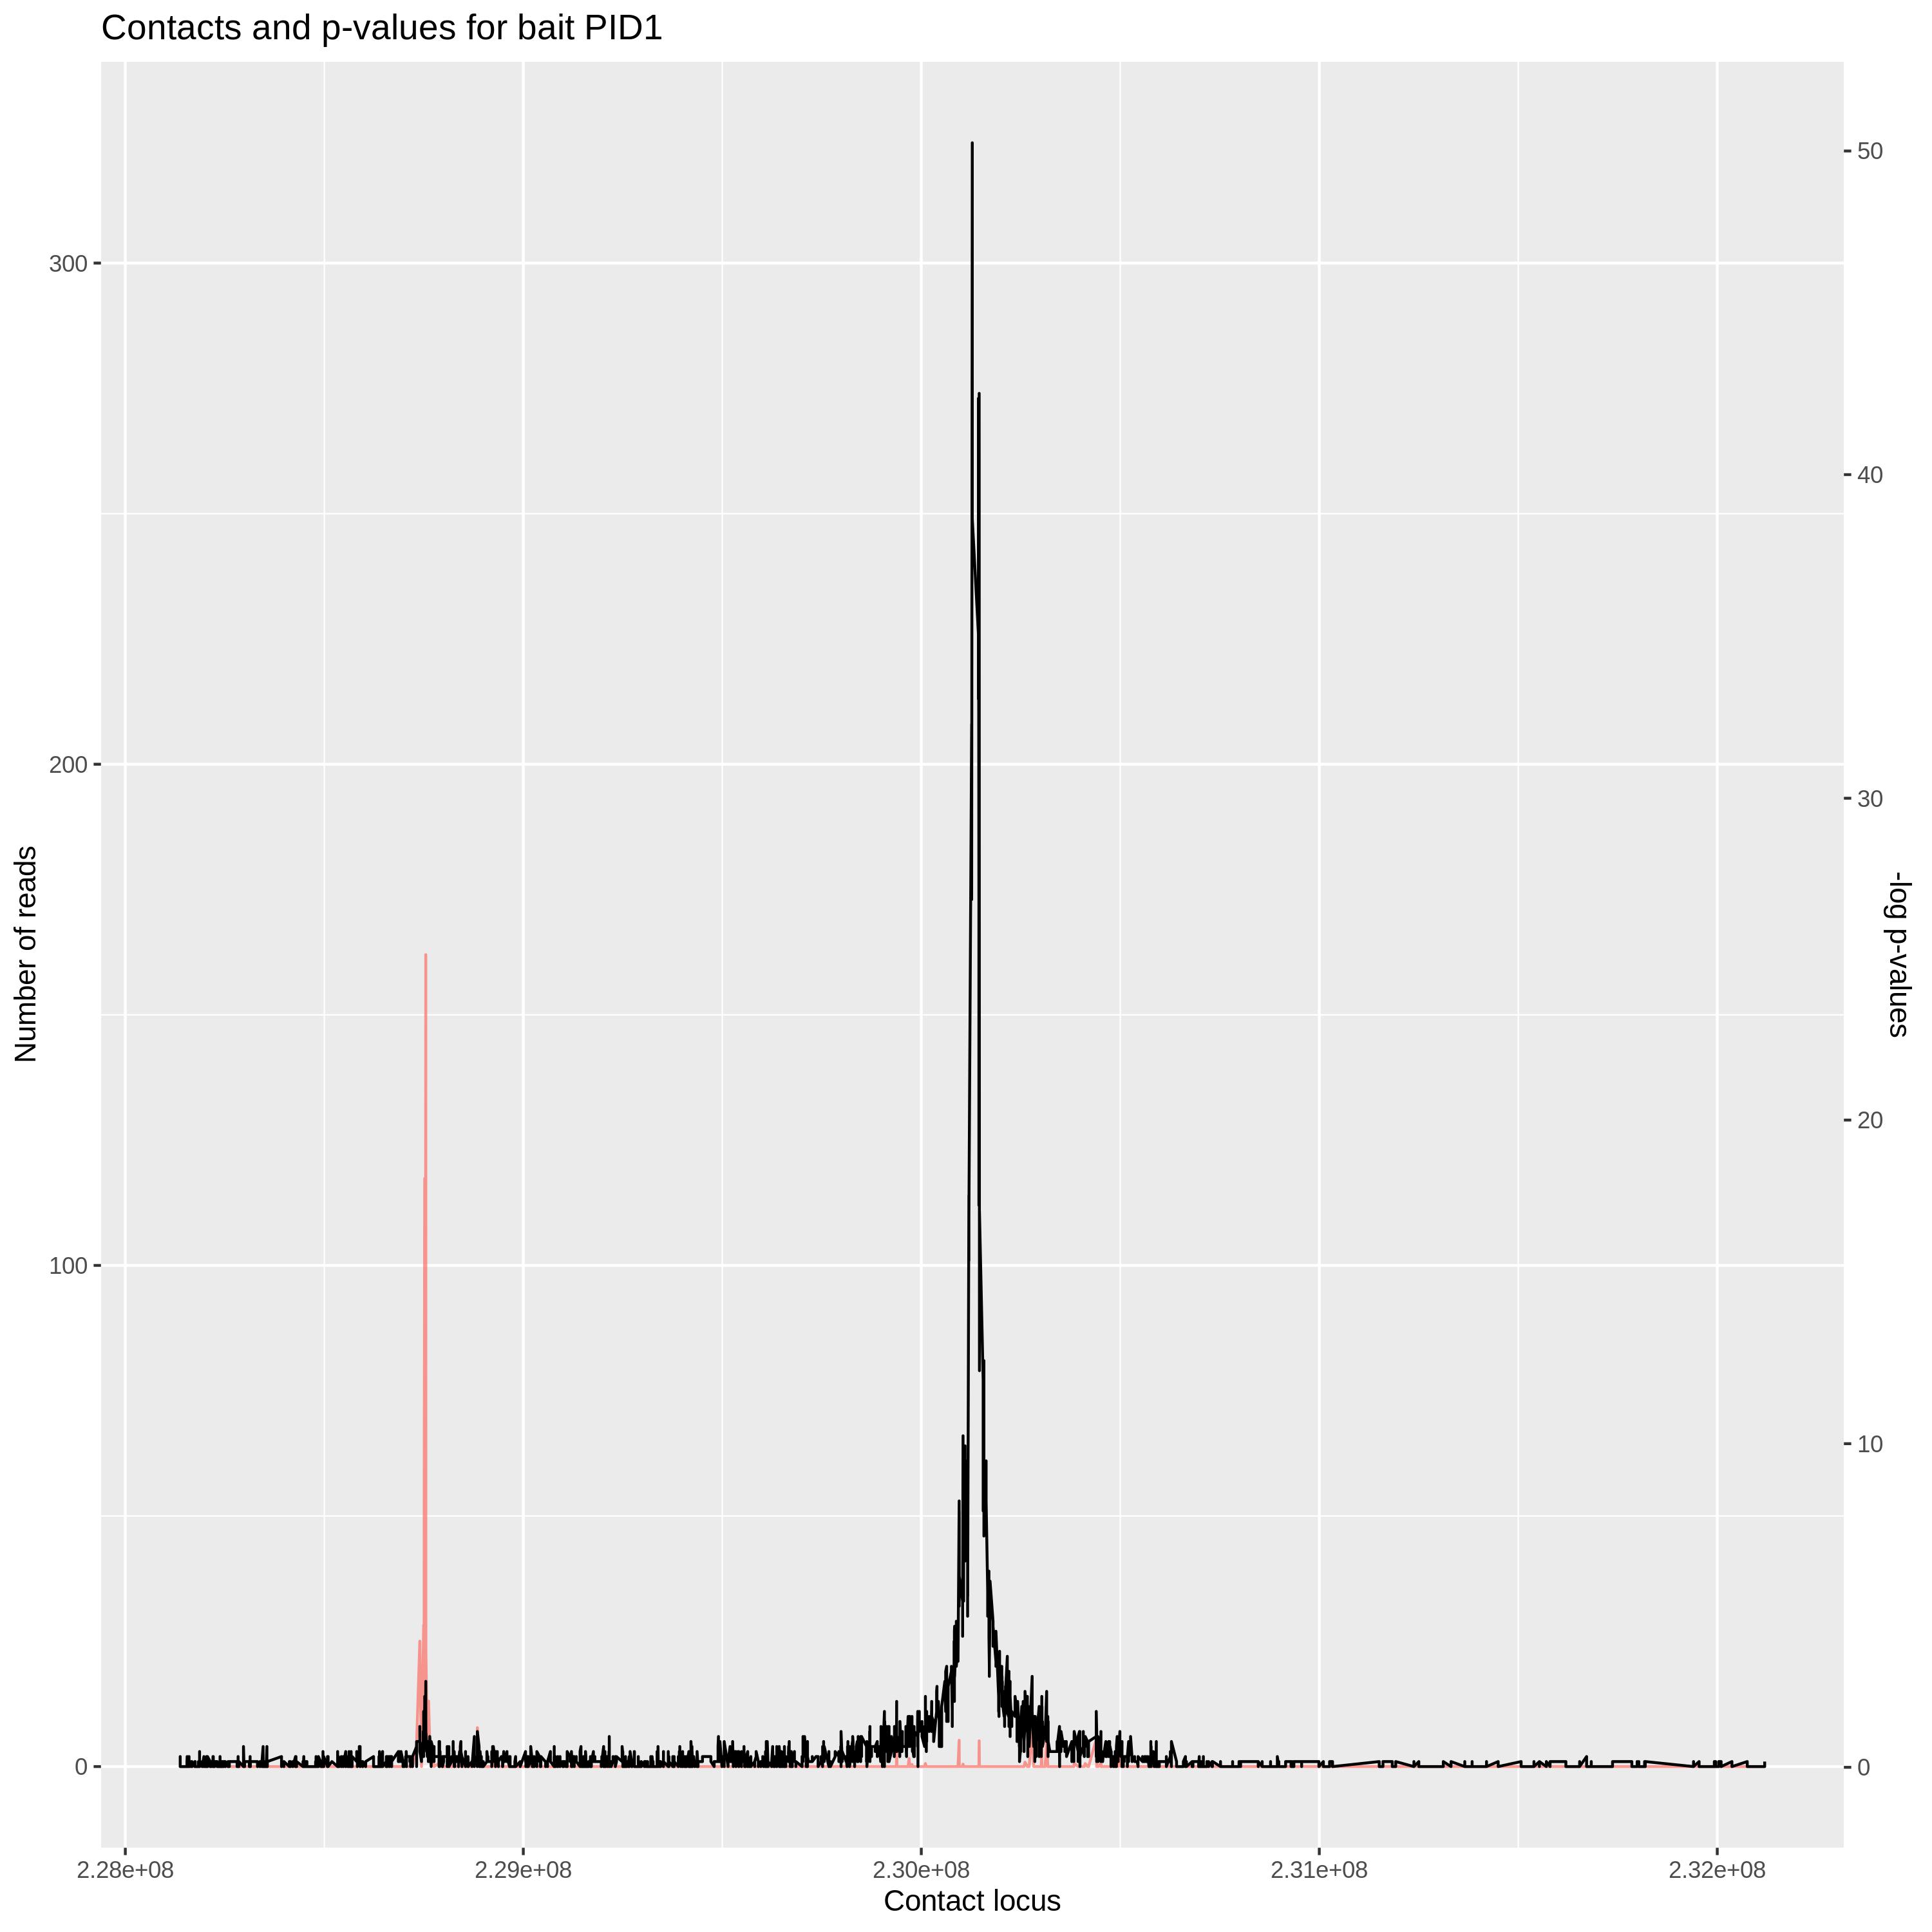 Contacts and p-values for bait PID1
300
200
100
0
50
40
30
20
10
0
Number of reads
-log p-values
2.28e+08 2.29e+08 2.30e+08 2.31e+08 2.32e+08
Contact locus